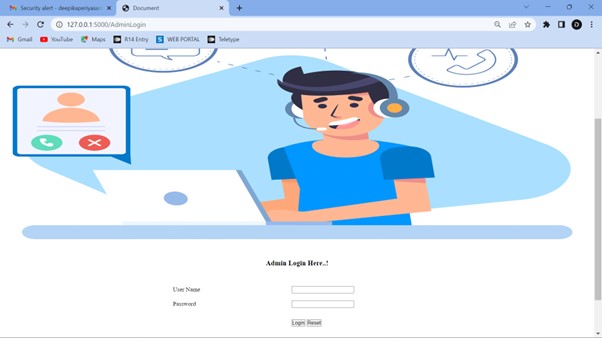 Security alert - deepikaperiyasa
Document
127.0.0.1:5000/AdminLogin
Gmail
YouTube
Maps
R14 Entry
WEB PORTAL
Teletype
Admin Login Here..!
User Name
Password
Login Reset